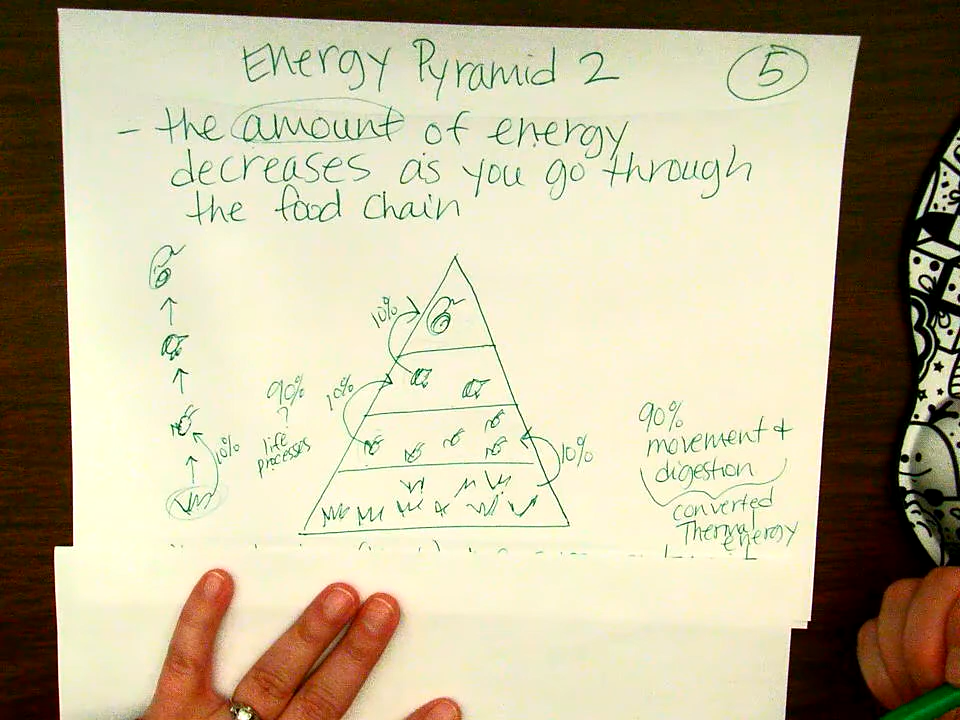 Energy Pyramid 2
5
- the amount of energy
decreases as you go through
the food chain
10%
10%
10%
10%
90%
?
life
processes
90%
movement +
digestion
converted
Thermal
energy